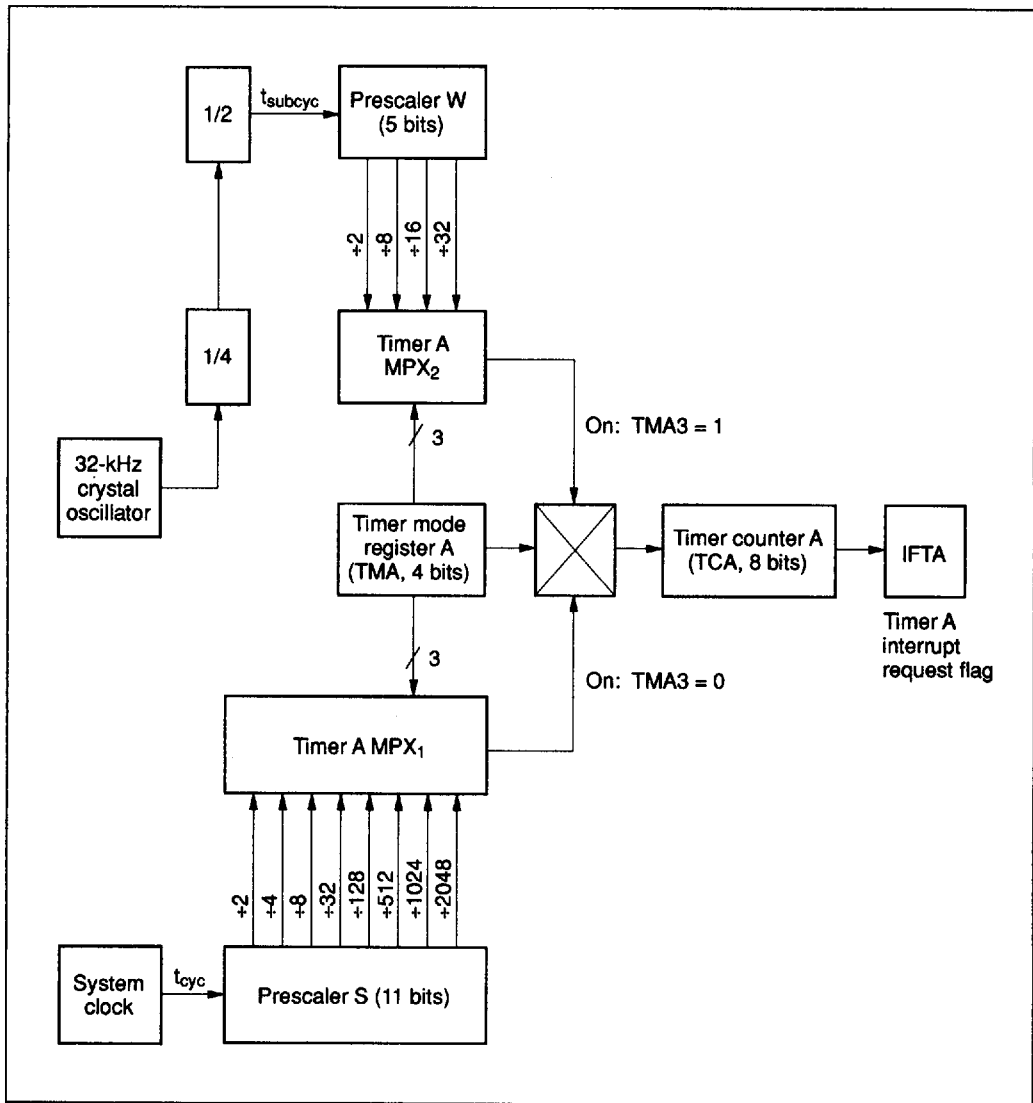 1/2
t_subcyc
Prescaler W
(5 bits)
÷2
÷8
÷16
÷32
1/4
Timer A
MPX₂
3
On: TMA3 = 1
32-kHz
crystal
oscillator
Timer mode
register A
(TMA, 4 bits)
Timer counter A
(TCA, 8 bits)
IFTA
Timer A
interrupt
request flag
3
On: TMA3 = 0
Timer A MPX₁
÷2
÷4
÷8
÷32
÷128
÷512
÷1024
÷2048
System
clock
t_cyc
Prescaler S (11 bits)